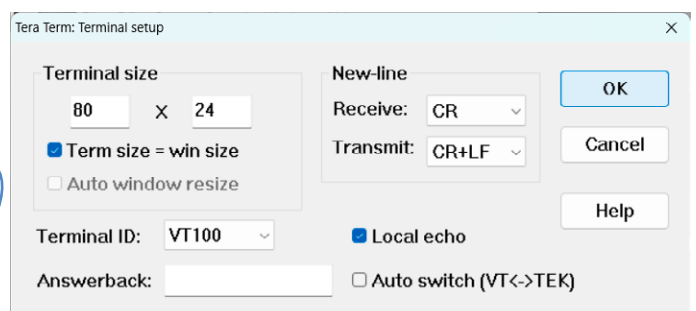 Tera Term: Terminal setup
Terminal size
80 X 24
Term size = win size
Auto window resize
New-line
Receive: CR
Transmit: CR+LF
OK
Cancel
Help
Terminal ID: VT100
Local echo
Answerback:
Auto switch (VT<->TEK)